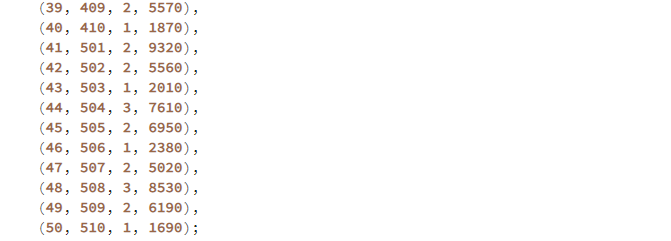 (39, 409, 2, 5570),
(40, 410, 1, 1870),
(41, 501, 2, 9320),
(42, 502, 2, 5560),
(43, 503, 1, 2010),
(44, 504, 3, 7610),
(45, 505, 2, 6950),
(46, 506, 1, 2380),
(47, 507, 2, 5020),
(48, 508, 3, 8530),
(49, 509, 2, 6190),
(50, 510, 1, 1690);